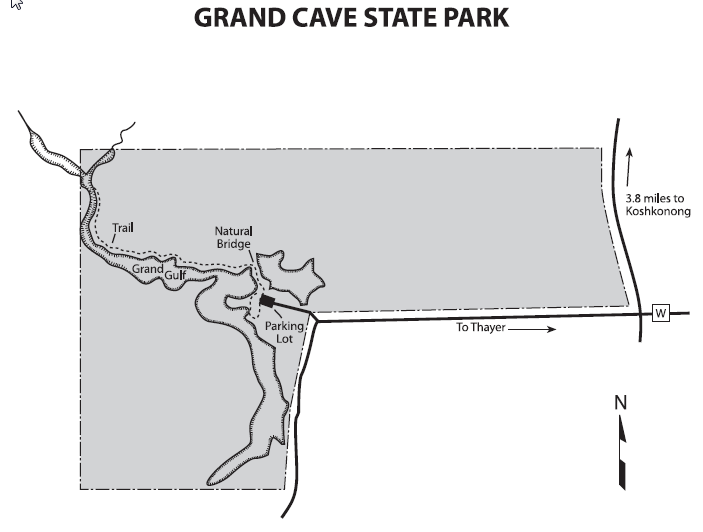 GRAND CAVE STATE PARK
3.8 miles to
Koshkonong
Trail
Natural
Bridge
Grand
Gulf
Parking
Lot
To Thayer
W
N